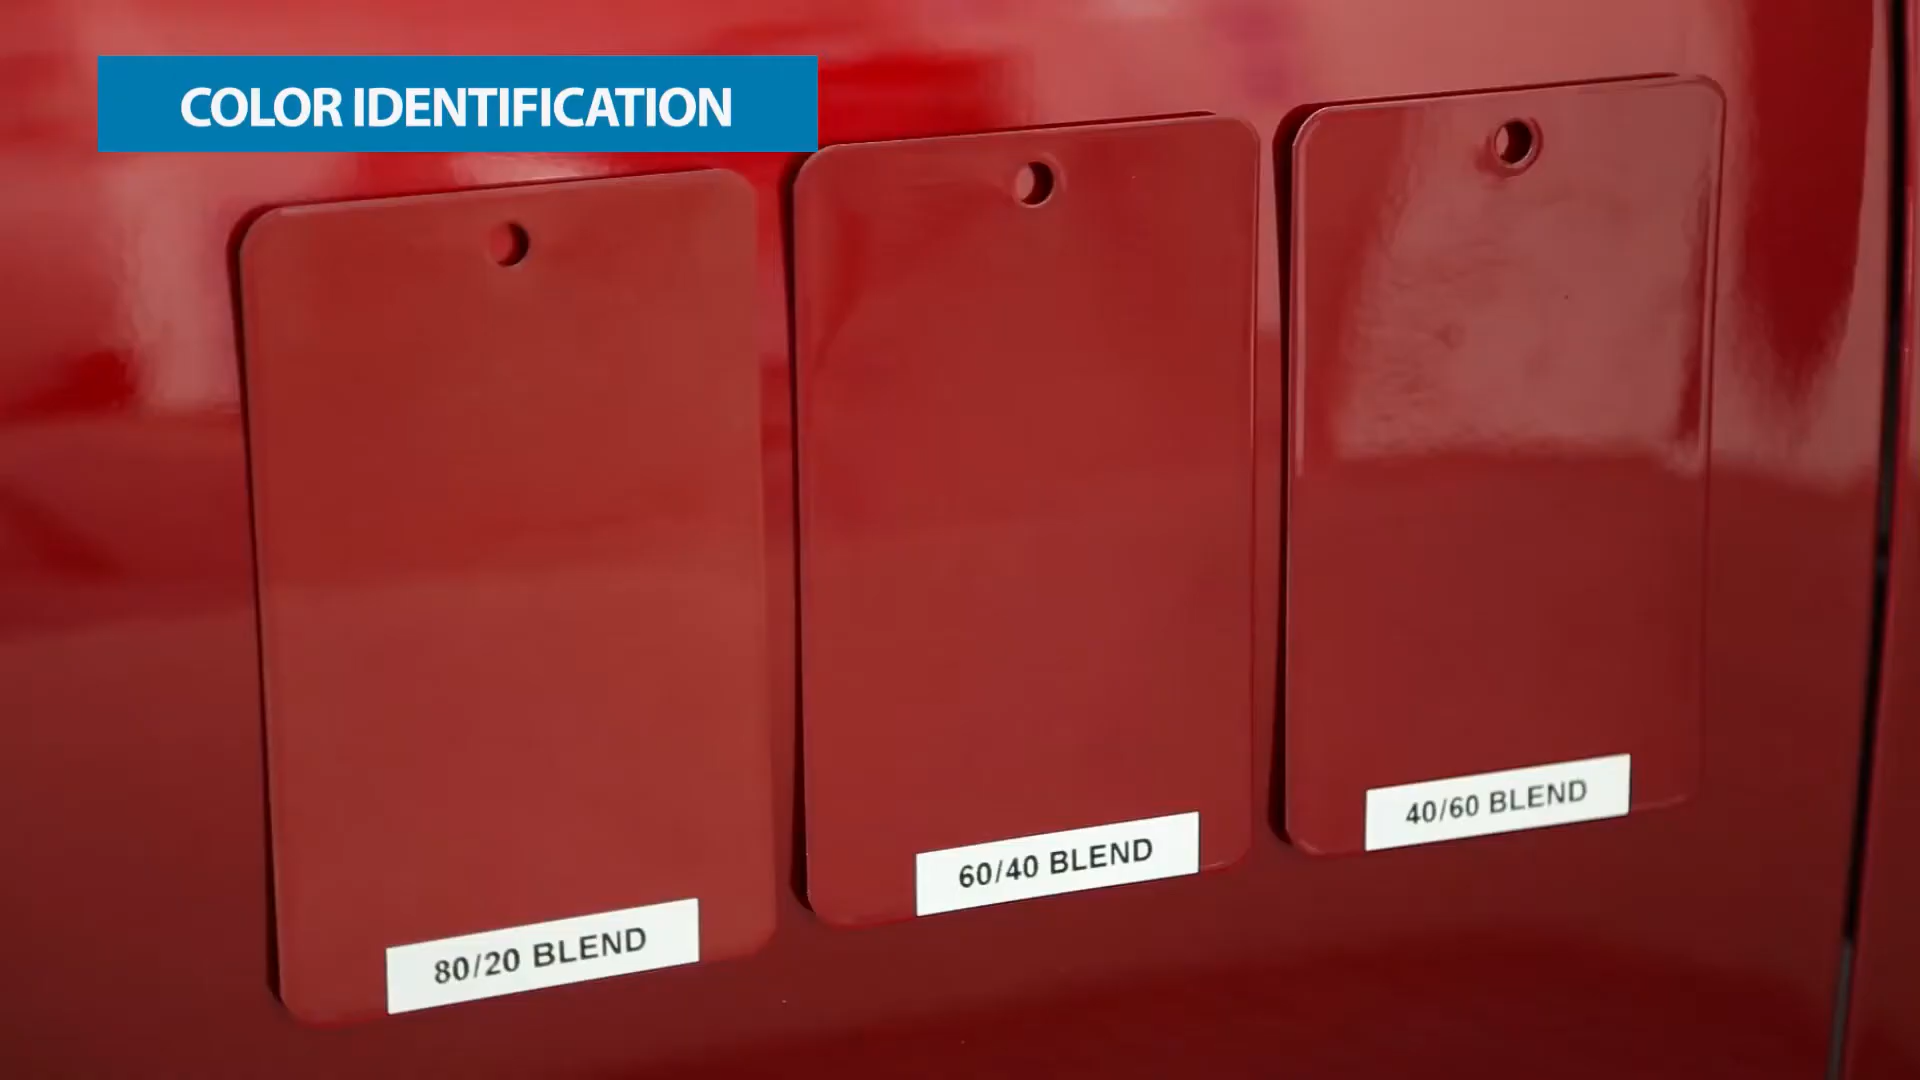 COLOR IDENTIFICATION
80/20 BLEND
60/40 BLEND
40/60 BLEND